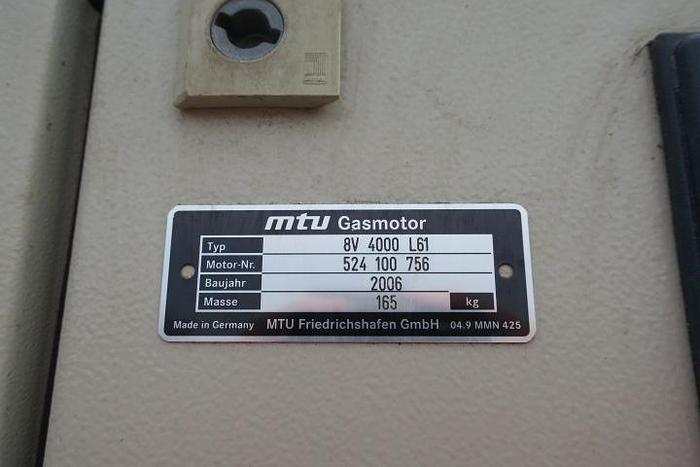 mtu Gasmotor
Typ 8V 4000 L61
Motor-Nr. 524 100 756
Baujahr 2006
Masse 165 kg
Made in Germany MTU Friedrichshafen GmbH 04.9 MMN 425